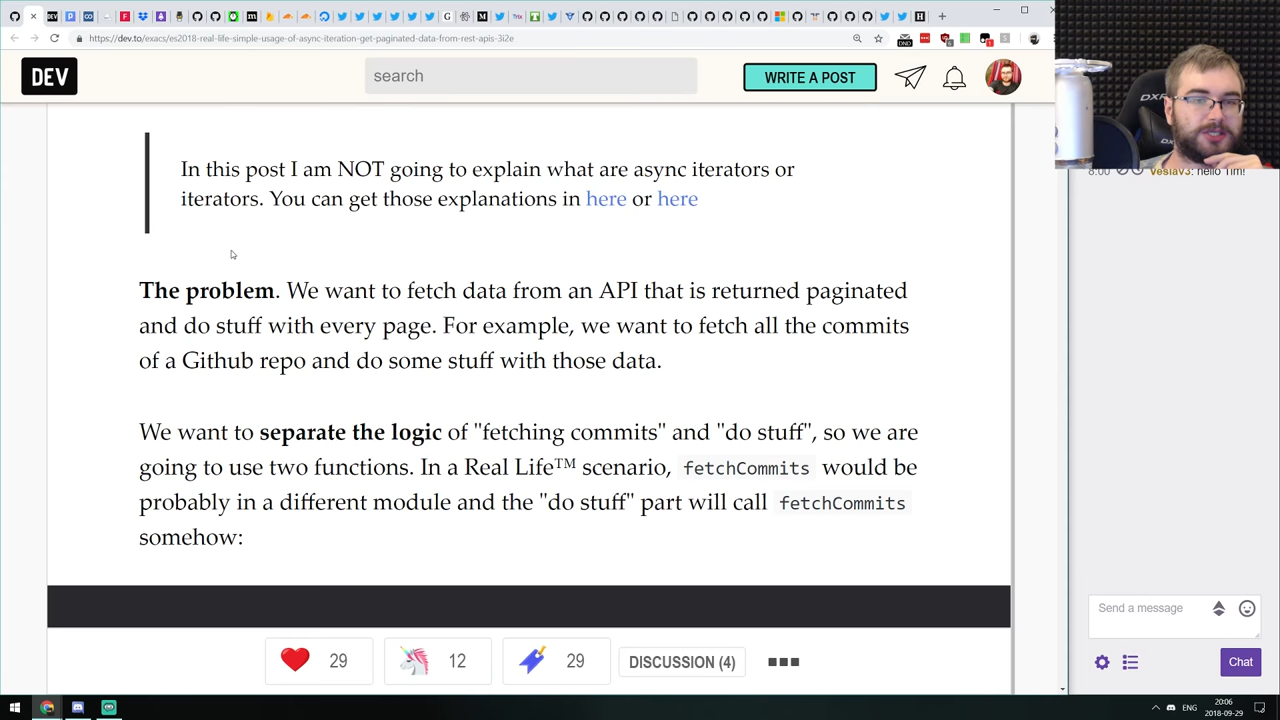 https://dev.to/exacs/es2018-real-life-simple-usage-of-async-iteration-get-paginated-data-from-rest-apis-3i2e
DEV
search
WRITE A POST
In this post I am NOT going to explain what are async iterators or
iterators. You can get those explanations in here or here
The problem. We want to fetch data from an API that is returned paginated
and do stuff with every page. For example, we want to fetch all the commits
of a Github repo and do some stuff with those data.
We want to separate the logic of "fetching commits" and "do stuff", so we are
going to use two functions. In a Real Life™ scenario, fetchCommits would be
probably in a different module and the "do stuff" part will call fetchCommits
somehow:
29
12
29
DISCUSSION (4)
DXR
8:00 VeslaV3: hello Tim!
Send a message
Chat
ENG
20:06
2018-09-29